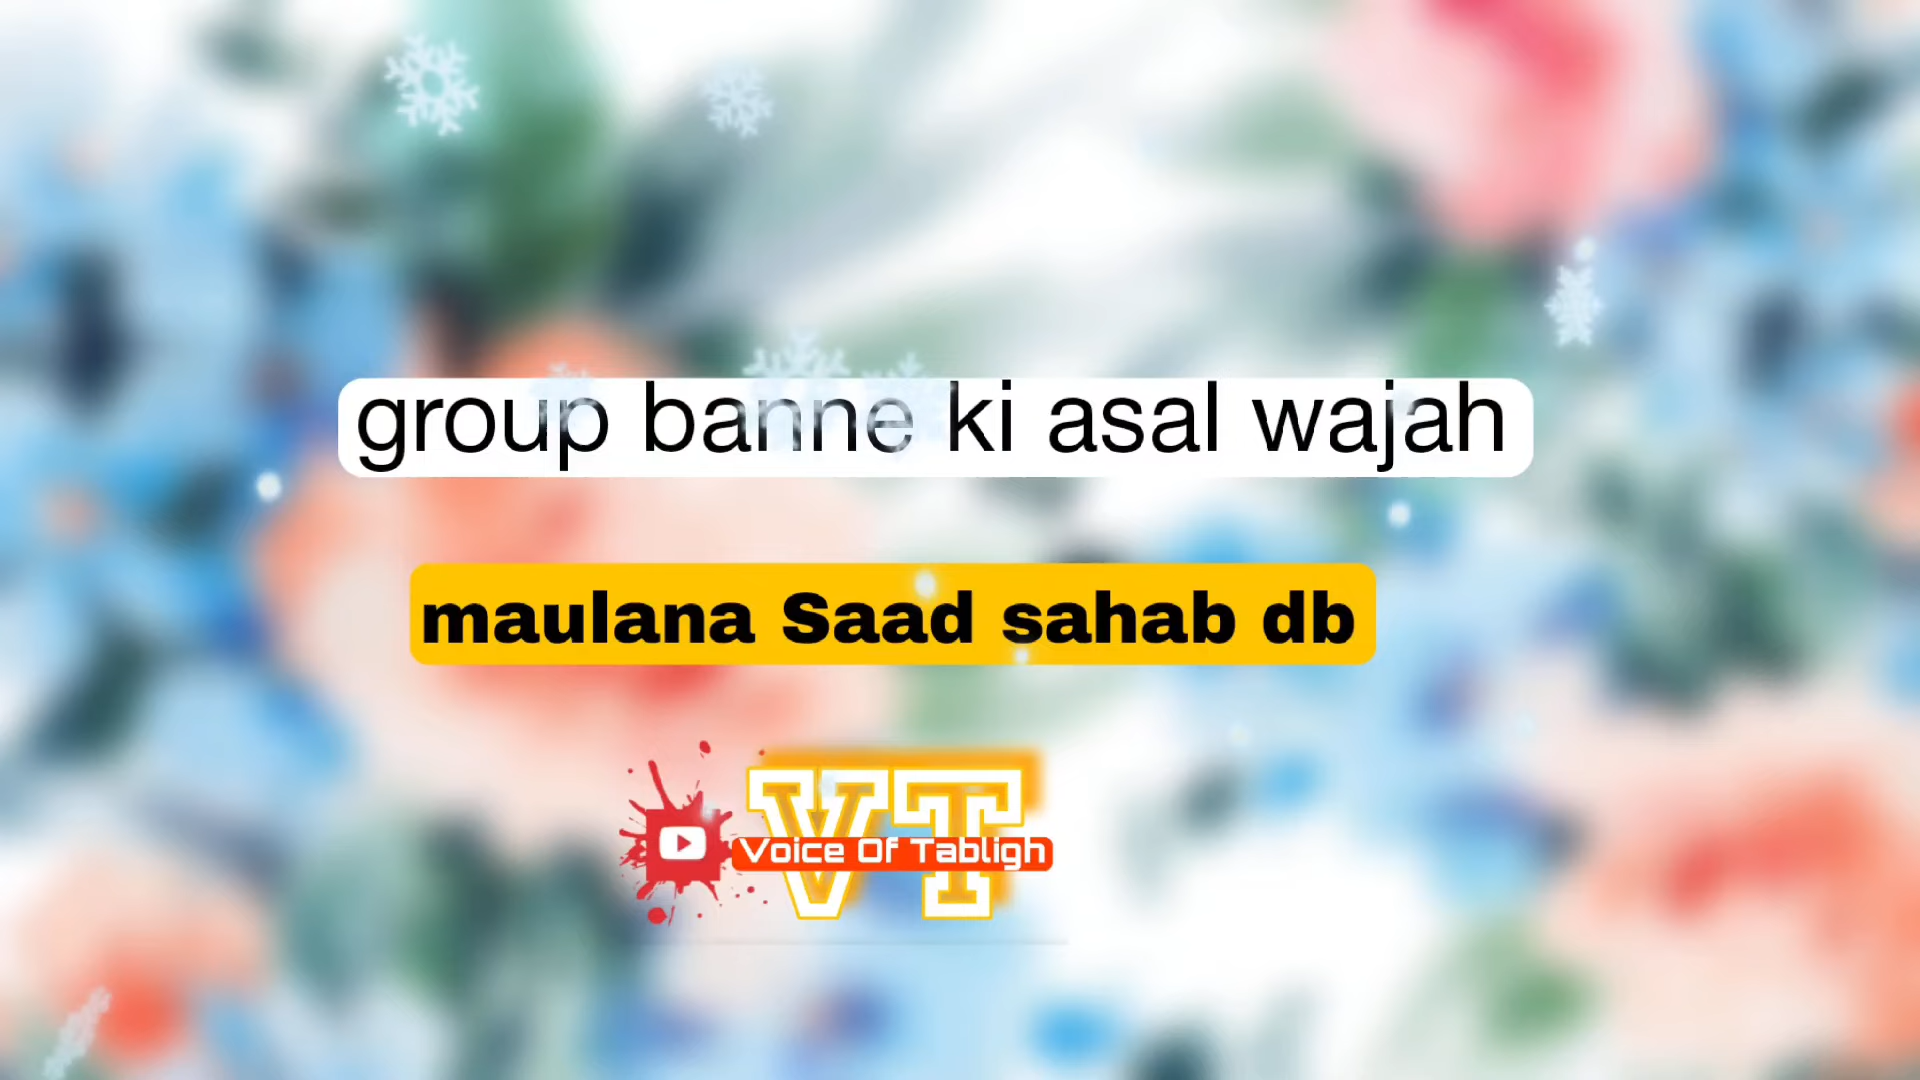 group banne ki asal wajah
maulana Saad sahab db
VT
Voice Of Tabligh